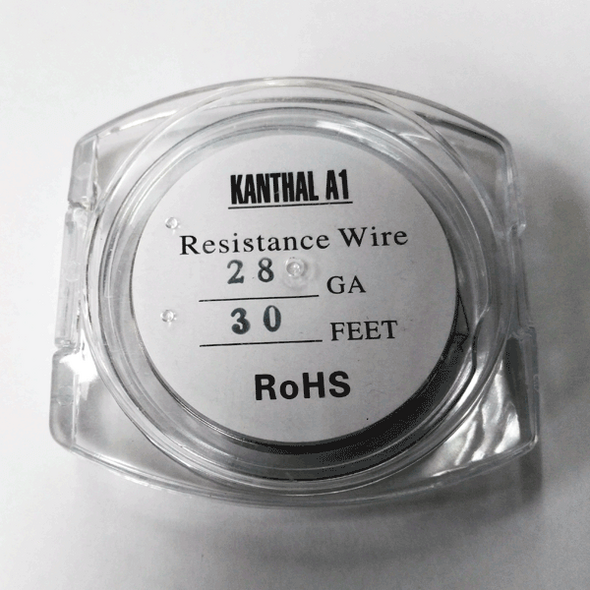 KANTHAL A1
Resistance Wire
28 GA
30 FEET
RoHS